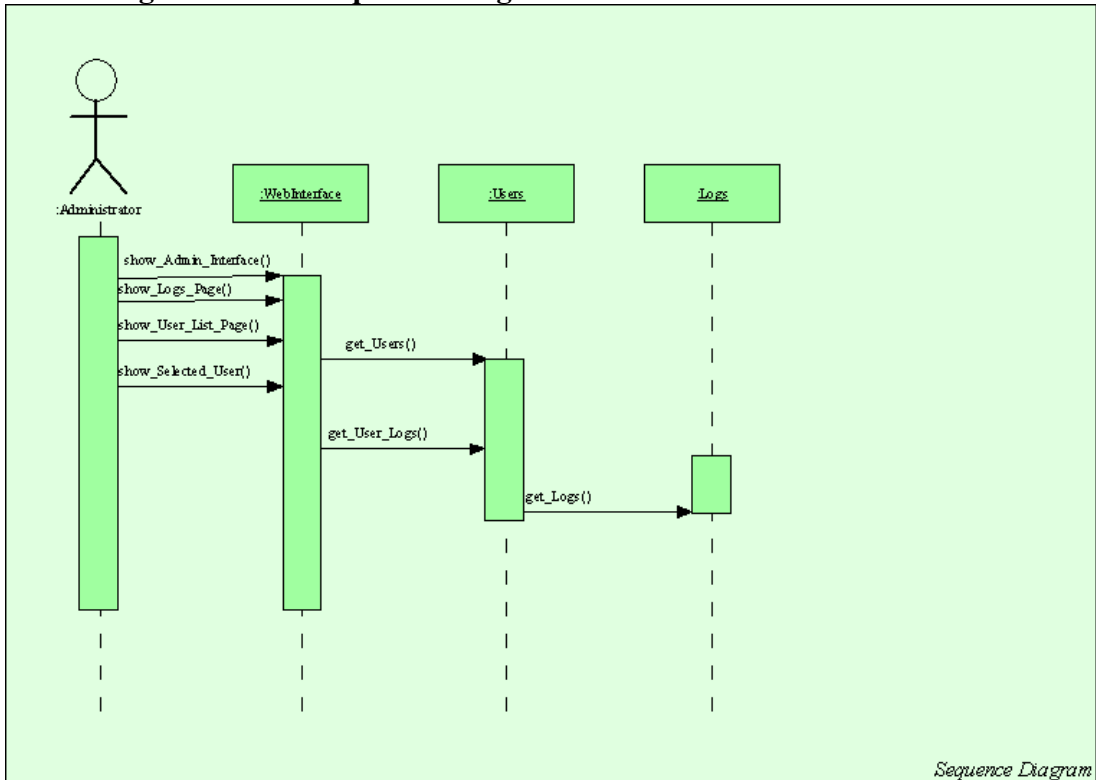 :Administrator
:WebInterface
:Users
:Logs
show_Admin_Interface()
show_Logs_Page()
show_User_List_Page()
get_Users()
show_Selected_User()
get_User_Logs()
get_Logs()
Sequence Diagram